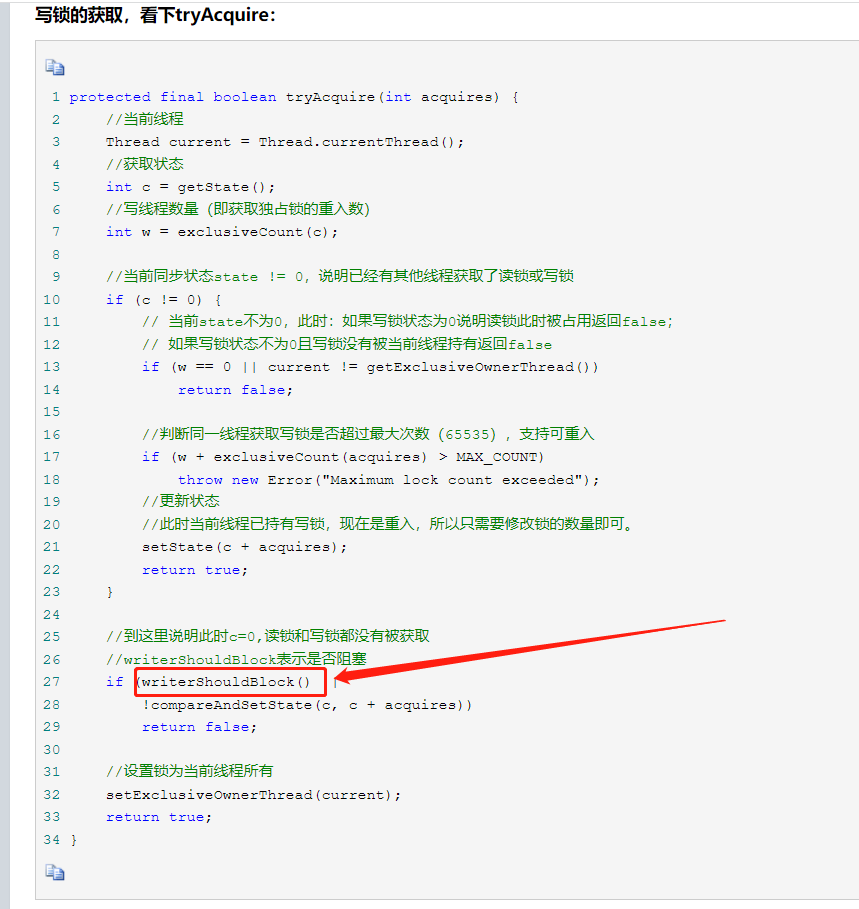 写锁的获取，看下tryAcquire：
1 protected final boolean tryAcquire(int acquires) {
2     //当前线程
3     Thread current = Thread.currentThread();
4     //获取状态
5     int c = getState();
6     //写线程数量（即获取独占锁的重入数）
7     int w = exclusiveCount(c);
8
9     //当前同步状态state != 0，说明已经有其他线程获取了读锁或写锁
10     if (c != 0) {
11         // 当前state不为0，此时：如果写锁状态为0说明读锁此时被占用返回false；
12         // 如果写锁状态不为0且写锁没有被当前线程持有返回false
13         if (w == 0 || current != getExclusiveOwnerThread())
14             return false;
15
16         //判断同一线程获取写锁是否超过最大次数（65535），支持可重入
17         if (w + exclusiveCount(acquires) > MAX_COUNT)
18             throw new Error("Maximum lock count exceeded");
19         //更新状态
20         //此时当前线程已持有写锁，现在是重入，所以只需要修改锁的数量即可。
21         setState(c + acquires);
22         return true;
23     }
24
25     //到这里说明此时c=0,读锁和写锁都没有被获取
26     //writerShouldBlock表示是否阻塞
27     if (writerShouldBlock() |
28         !compareAndSetState(c, c + acquires))
29         return false;
30
31     //设置锁为当前线程所有
32     setExclusiveOwnerThread(current);
33     return true;
34 }